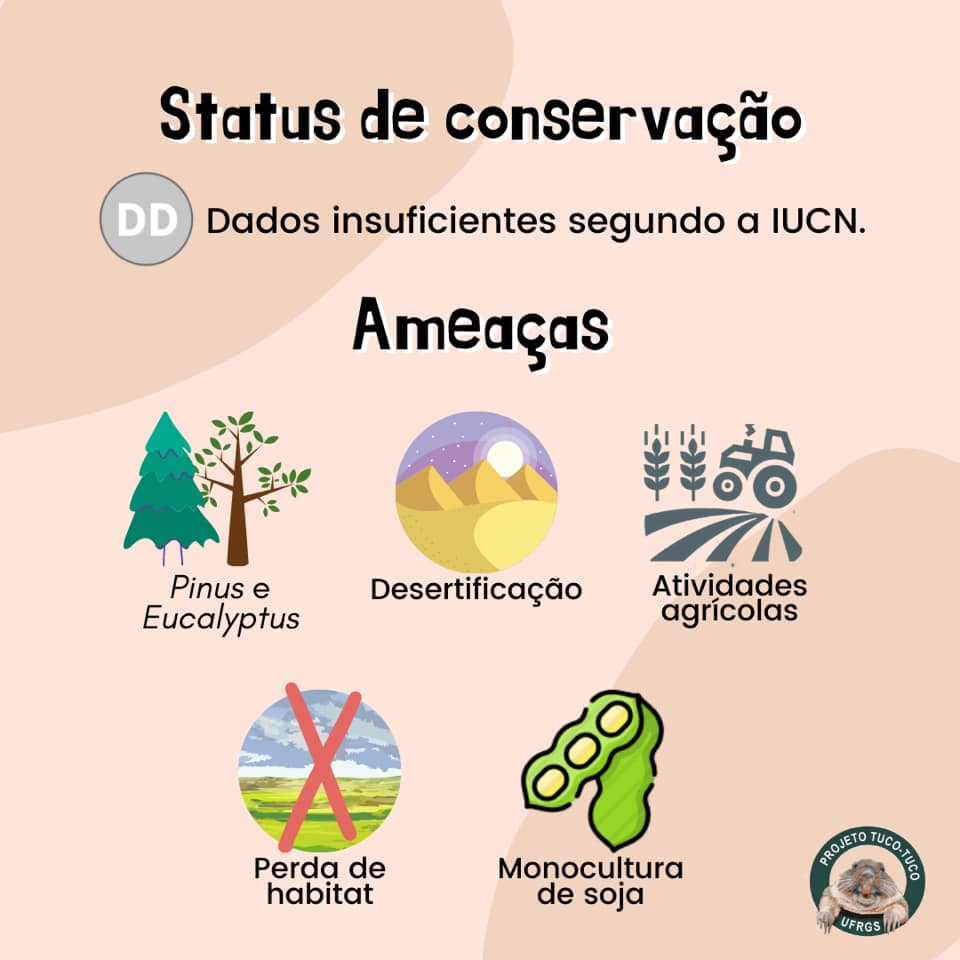 Status de conservação
DD Dados insuficientes segundo a IUCN.
Ameaças
Pinus e
Eucalyptus
Desertificação
Atividades
agrícolas
Perda de
habitat
Monocultura
de soja
PROJETO TUCO-TUCO
UFRGS